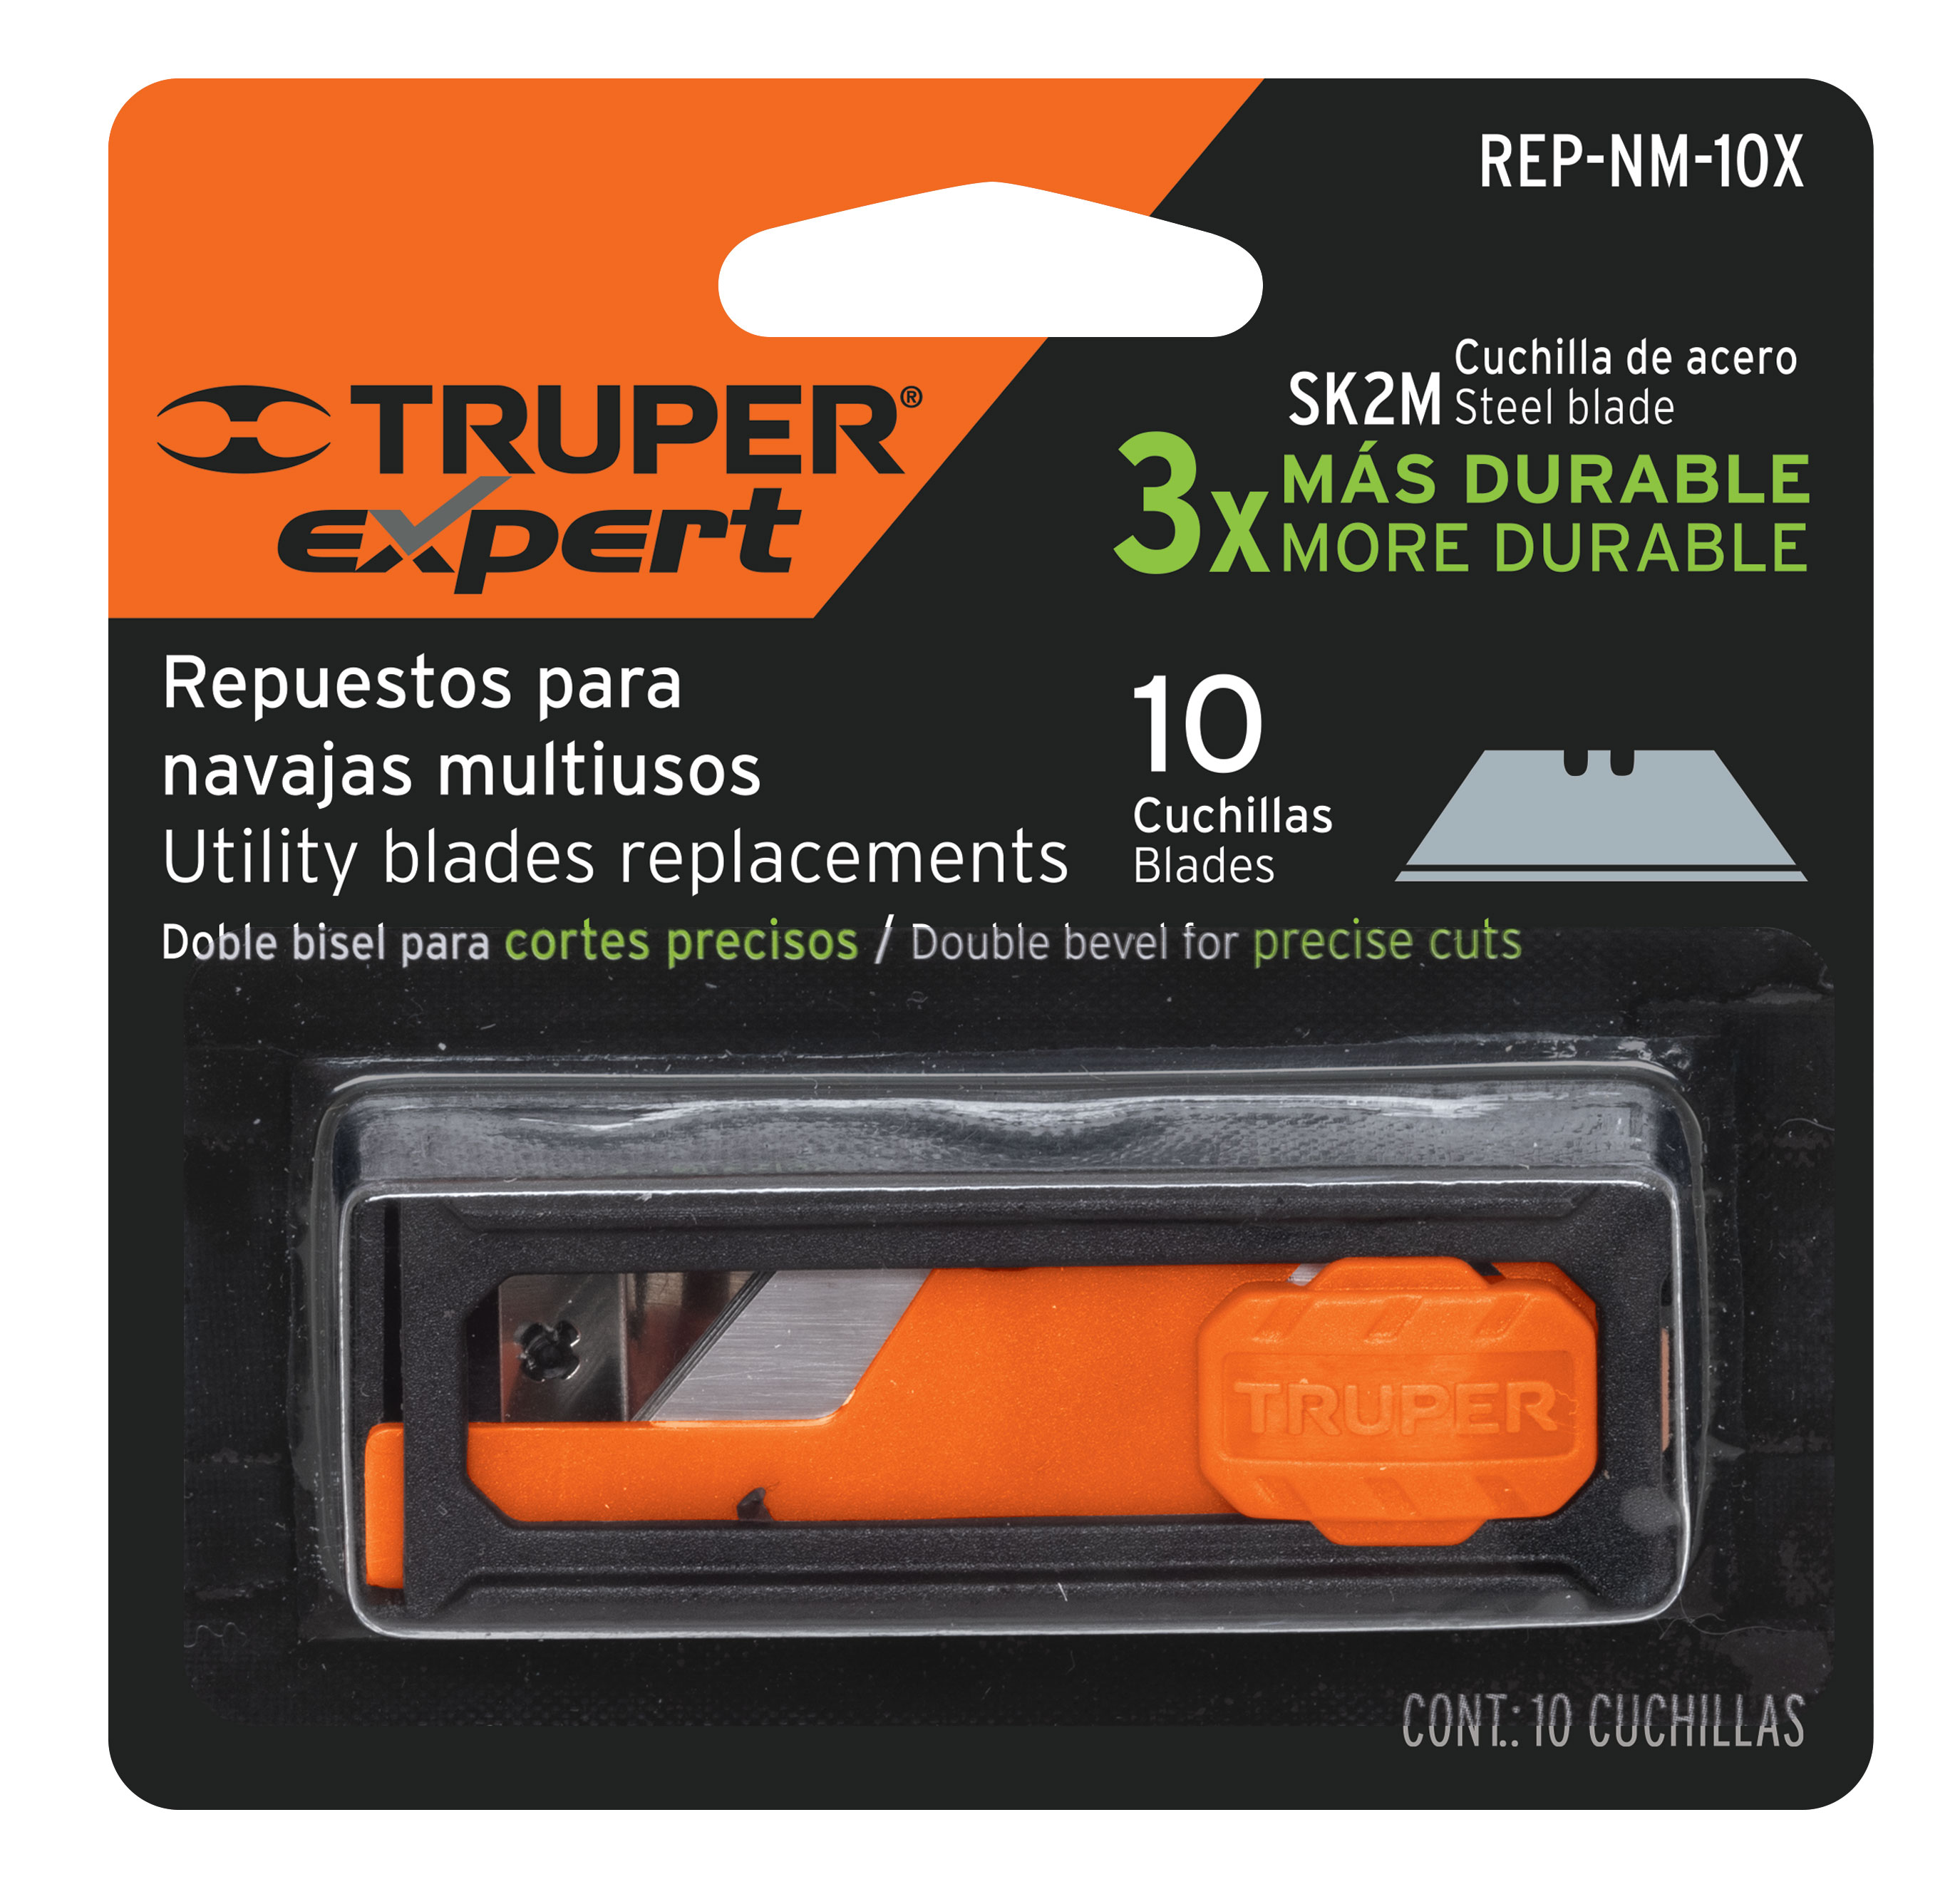 REP-NM-10X
TRUPER®
expert
SK2M Cuchilla de acero
Steel blade
3x MÁS DURABLE
MORE DURABLE
Repuestos para
navajas multiusos
Utility blades replacements
10
Cuchillas
Blades
Doble bisel para cortes precisos / Double bevel for precise cuts
TRUPER
CONT.: 10 CUCHILLAS